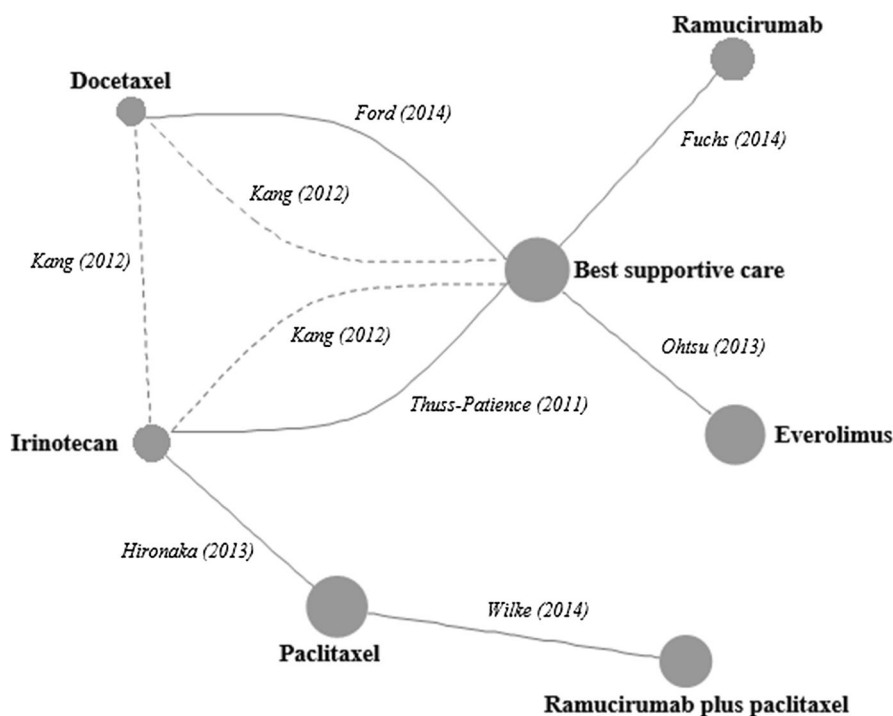 Ramucirumab
Docetaxel
Ford (2014)
Fuchs (2014)
Kang (2012)
Kang (2012)
Best supportive care
Kang (2012)
Ohtsu (2013)
Thuss-Patience (2011)
Everolimus
Irinotecan
Hironaka (2013)
Wilke (2014)
Paclitaxel
Ramucirumab plus paclitaxel